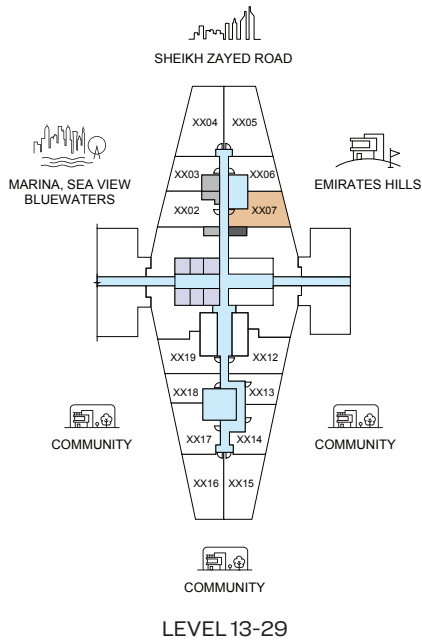 SHEIKH ZAYED ROAD
XX04
XX05
MARINA, SEA VIEW
BLUEWATERS
XX03
XX06
EMIRATES HILLS
XX02
XX07
XX19
XX12
XX18
XX13
COMMUNITY
XX17
XX14
COMMUNITY
XX16
XX15
COMMUNITY
LEVEL 13-29